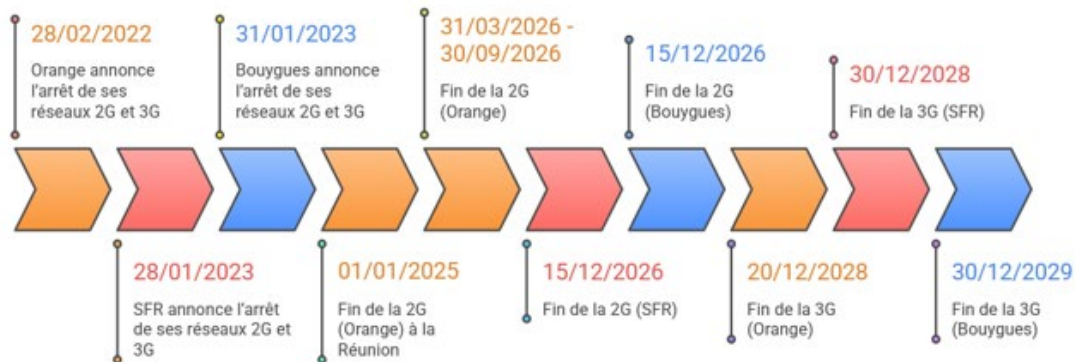 28/02/2022
Orange annonce
l'arrêt de ses
réseaux 2G et 3G
31/01/2023
Bouygues annonce
l'arrêt de ses
réseaux 2G et 3G
31/03/2026 -
30/09/2026
Fin de la 2G
(Orange)
15/12/2026
Fin de la 2G
(Bouygues)
30/12/2028
Fin de la 3G (SFR)
28/01/2023
SFR annonce l'arrêt
de ses réseaux 2G et
3G
01/01/2025
Fin de la 2G
(Orange) à la
Réunion
15/12/2026
Fin de la 2G (SFR)
20/12/2028
Fin de la 3G
(Orange)
30/12/2029
Fin de la 3G
(Bouygues)